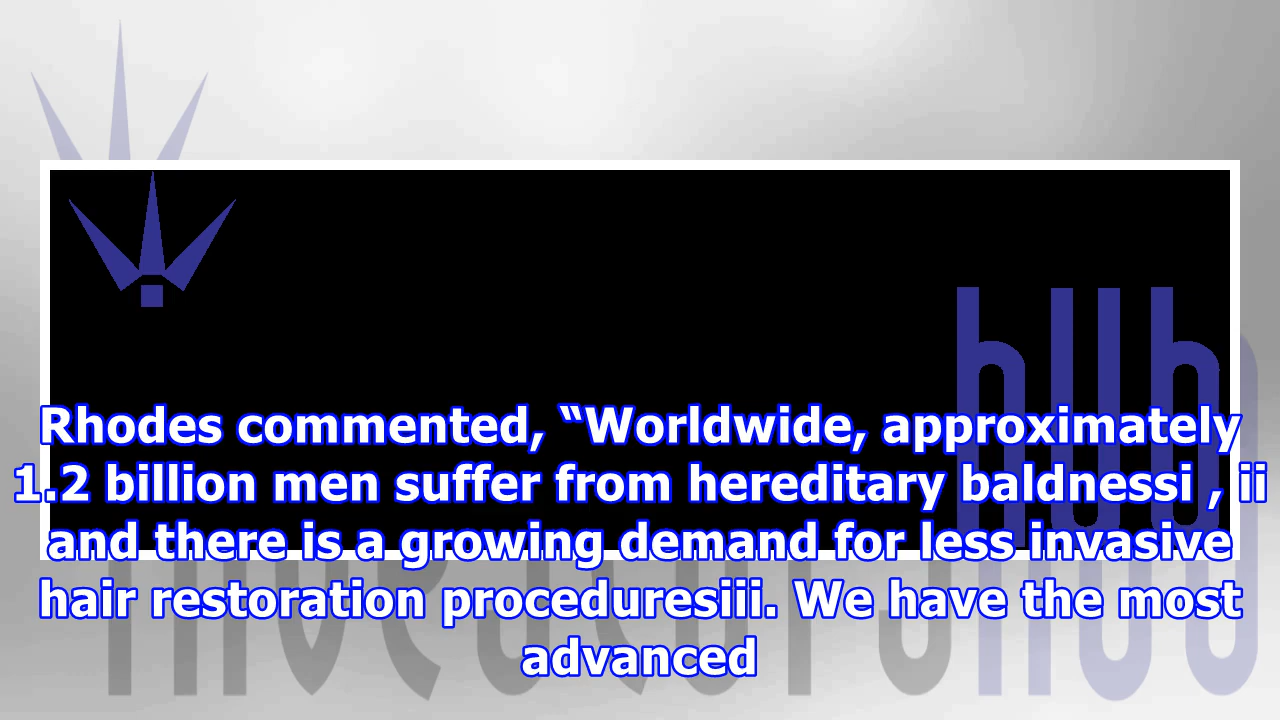 hub
Rhodes commented, “Worldwide, approximately
1.2 billion men suffer from hereditary baldnessi , ii
and there is a growing demand for less invasive
hair restoration proceduresiii. We have the most
advanced